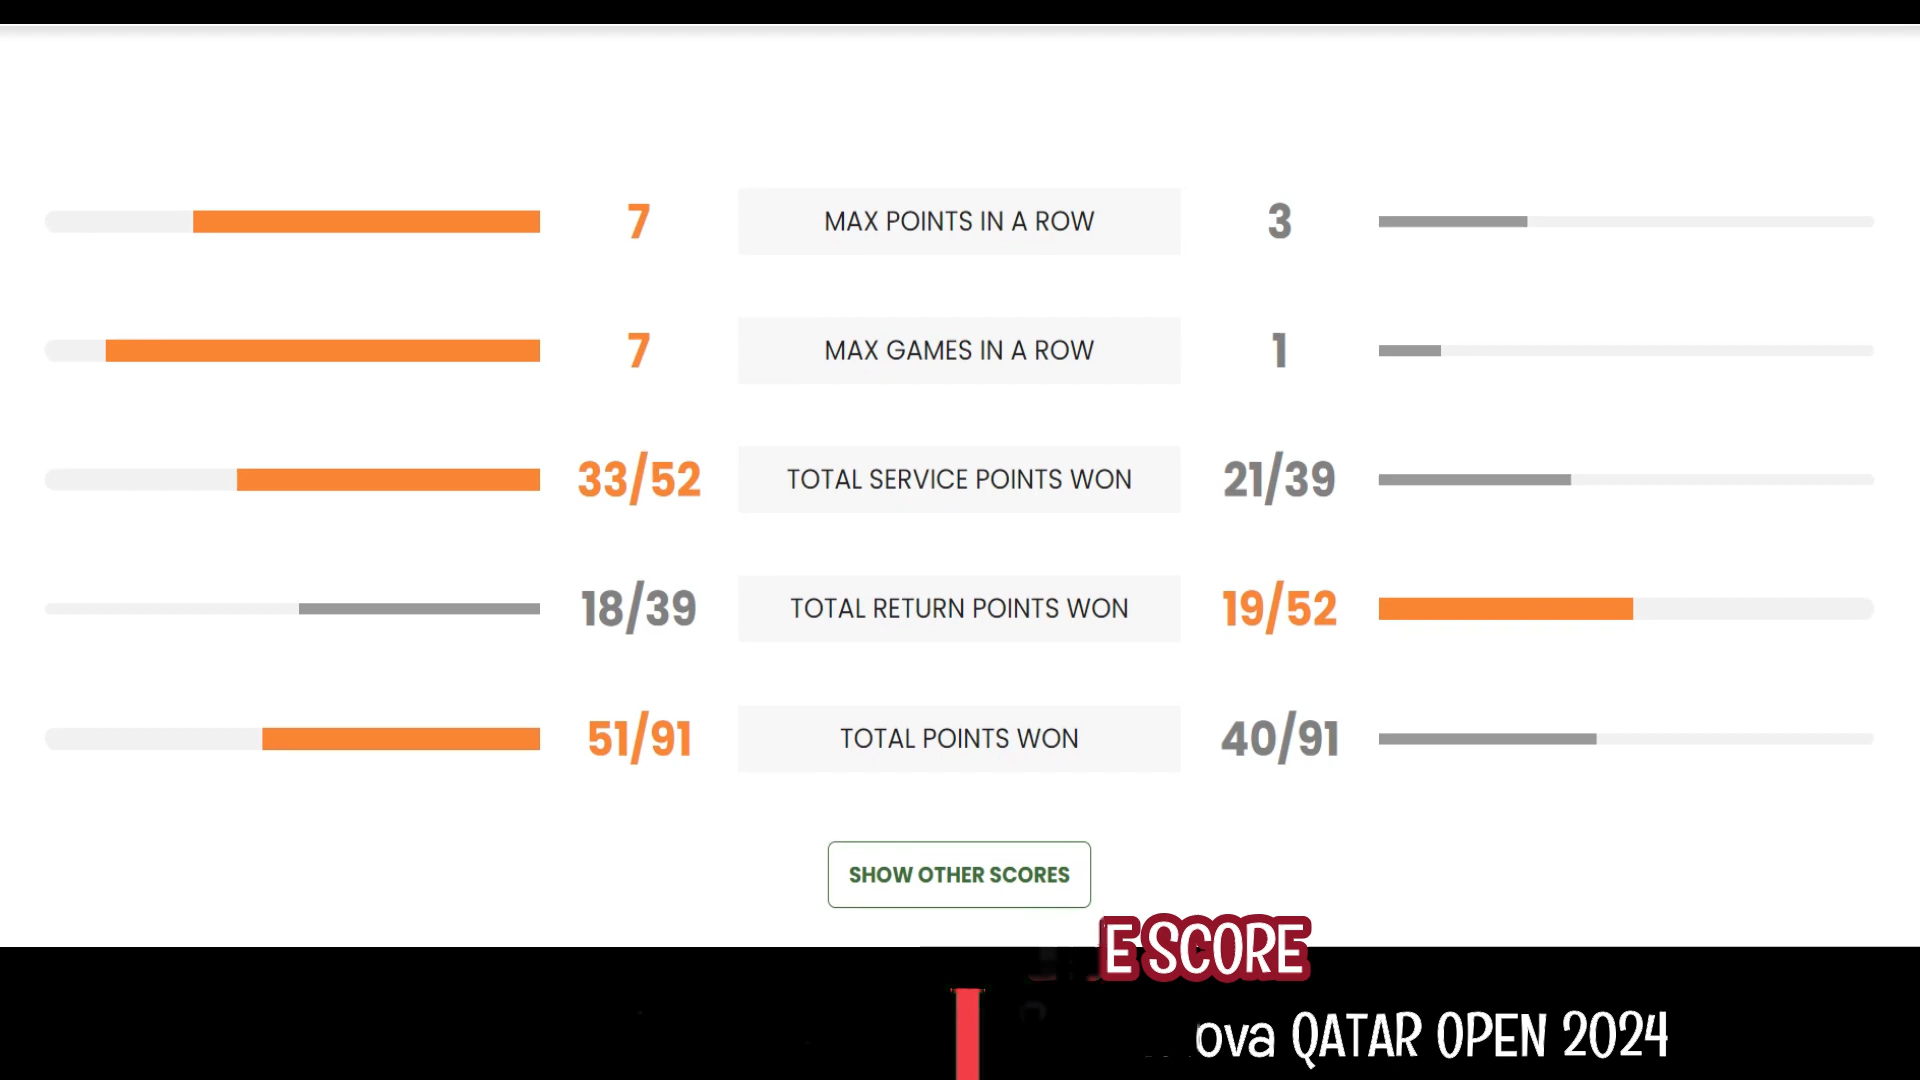 7 MAX POINTS IN A ROW 3
7 MAX GAMES IN A ROW 1
33/52 TOTAL SERVICE POINTS WON 21/39
18/39 TOTAL RETURN POINTS WON 19/52
51/91 TOTAL POINTS WON 40/91
SHOW OTHER SCORES
E SCORE
ova QATAR OPEN 2024